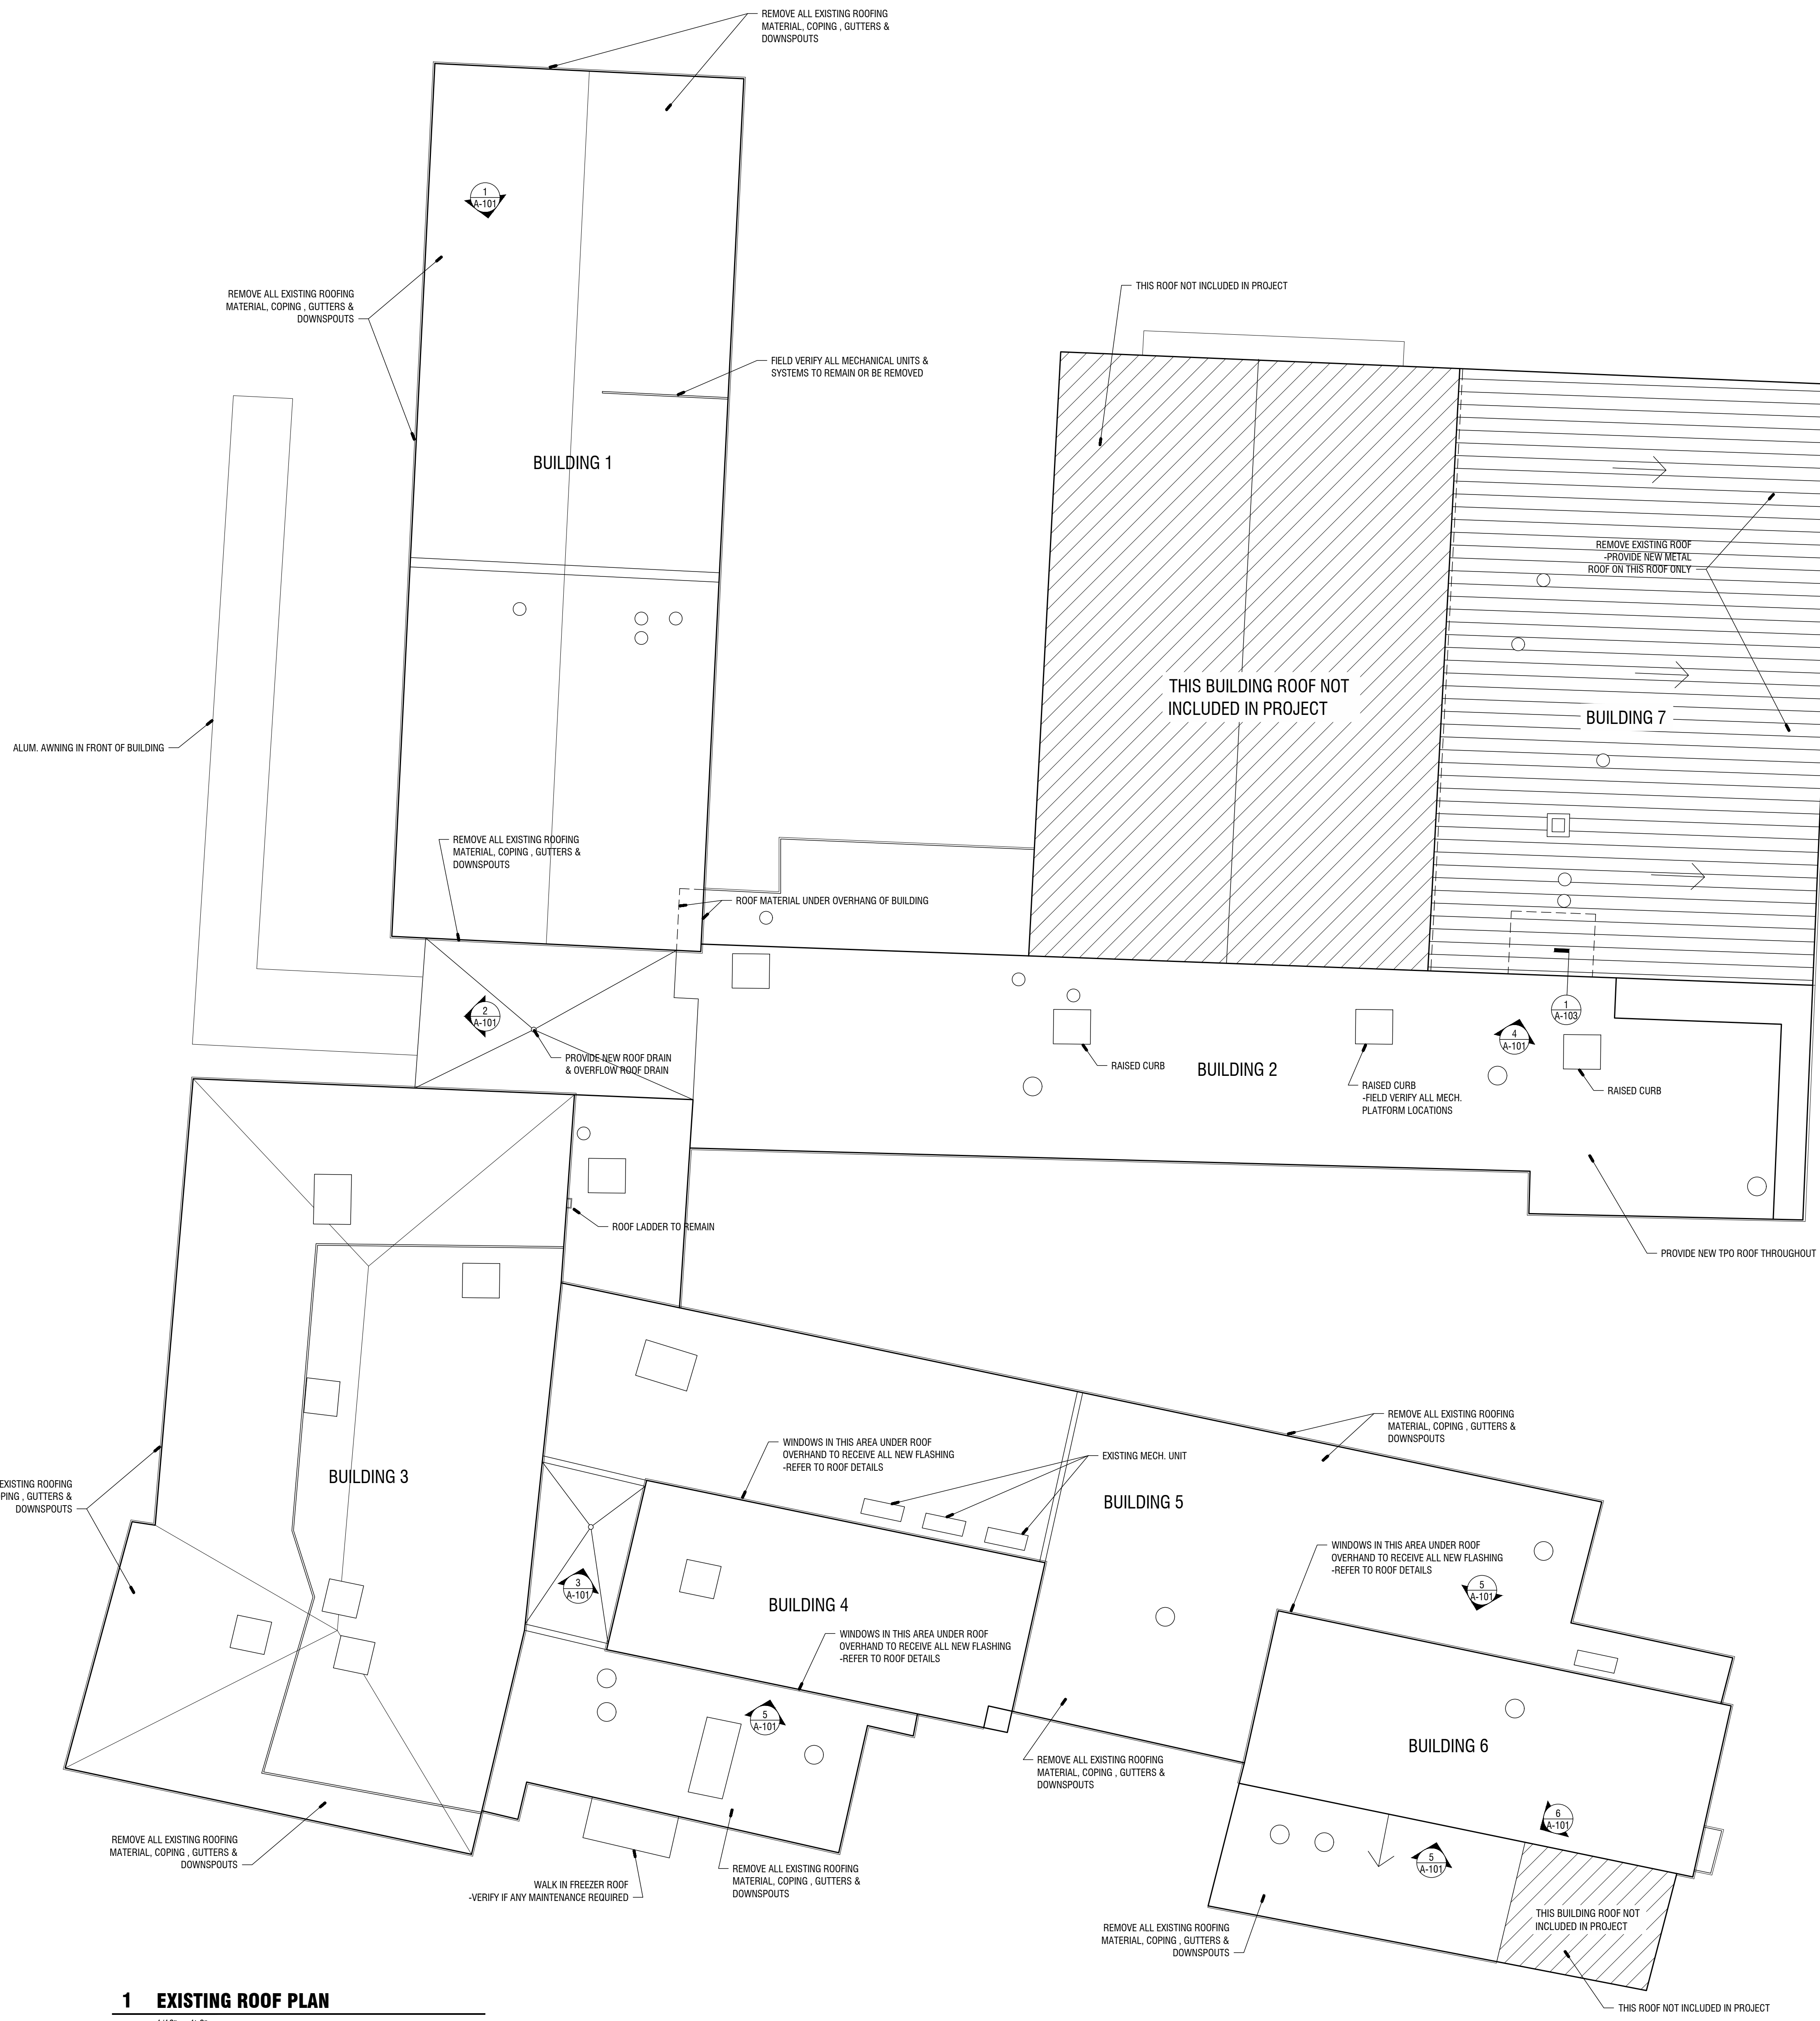 REMOVE ALL EXISTING ROOFING
MATERIAL, COPING , GUTTERS &
DOWNSPOUTS
1
A-101
REMOVE ALL EXISTING ROOFING
MATERIAL, COPING , GUTTERS &
DOWNSPOUTS
THIS ROOF NOT INCLUDED IN PROJECT
FIELD VERIFY ALL MECHANICAL UNITS &
SYSTEMS TO REMAIN OR BE REMOVED
BUILDING 1
REMOVE EXISTING ROOF
-PROVIDE NEW METAL
ROOF ON THIS ROOF ONLY
THIS BUILDING ROOF NOT
INCLUDED IN PROJECT
BUILDING 7
ALUM. AWNING IN FRONT OF BUILDING
REMOVE ALL EXISTING ROOFING
MATERIAL, COPING , GUTTERS &
DOWNSPOUTS
ROOF MATERIAL UNDER OVERHANG OF BUILDING
2
A-101
1
A-103
4
A-101
PROVIDE NEW ROOF DRAIN
& OVERFLOW ROOF DRAIN
RAISED CURB
BUILDING 2
RAISED CURB
-FIELD VERIFY ALL MECH.
PLATFORM LOCATIONS
RAISED CURB
ROOF LADDER TO REMAIN
PROVIDE NEW TPO ROOF THROUGHOUT
REMOVE ALL EXISTING ROOFING
MATERIAL, COPING , GUTTERS &
DOWNSPOUTS
WINDOWS IN THIS AREA UNDER ROOF
OVERHAND TO RECEIVE ALL NEW FLASHING
-REFER TO ROOF DETAILS
EXISTING MECH. UNIT
BUILDING 3
EXISTING ROOFING
PING , GUTTERS &
DOWNSPOUTS
BUILDING 5
WINDOWS IN THIS AREA UNDER ROOF
OVERHAND TO RECEIVE ALL NEW FLASHING
-REFER TO ROOF DETAILS
3
A-101
5
A-101
BUILDING 4
WINDOWS IN THIS AREA UNDER ROOF
OVERHAND TO RECEIVE ALL NEW FLASHING
-REFER TO ROOF DETAILS
5
A-101
BUILDING 6
REMOVE ALL EXISTING ROOFING
MATERIAL, COPING , GUTTERS &
DOWNSPOUTS
6
A-101
REMOVE ALL EXISTING ROOFING
MATERIAL, COPING , GUTTERS &
DOWNSPOUTS
5
A-101
WALK IN FREEZER ROOF
-VERIFY IF ANY MAINTENANCE REQUIRED
REMOVE ALL EXISTING ROOFING
MATERIAL, COPING , GUTTERS &
DOWNSPOUTS
THIS BUILDING ROOF NOT
INCLUDED IN PROJECT
REMOVE ALL EXISTING ROOFING
MATERIAL, COPING , GUTTERS &
DOWNSPOUTS
1 EXISTING ROOF PLAN
THIS ROOF NOT INCLUDED IN PROJECT